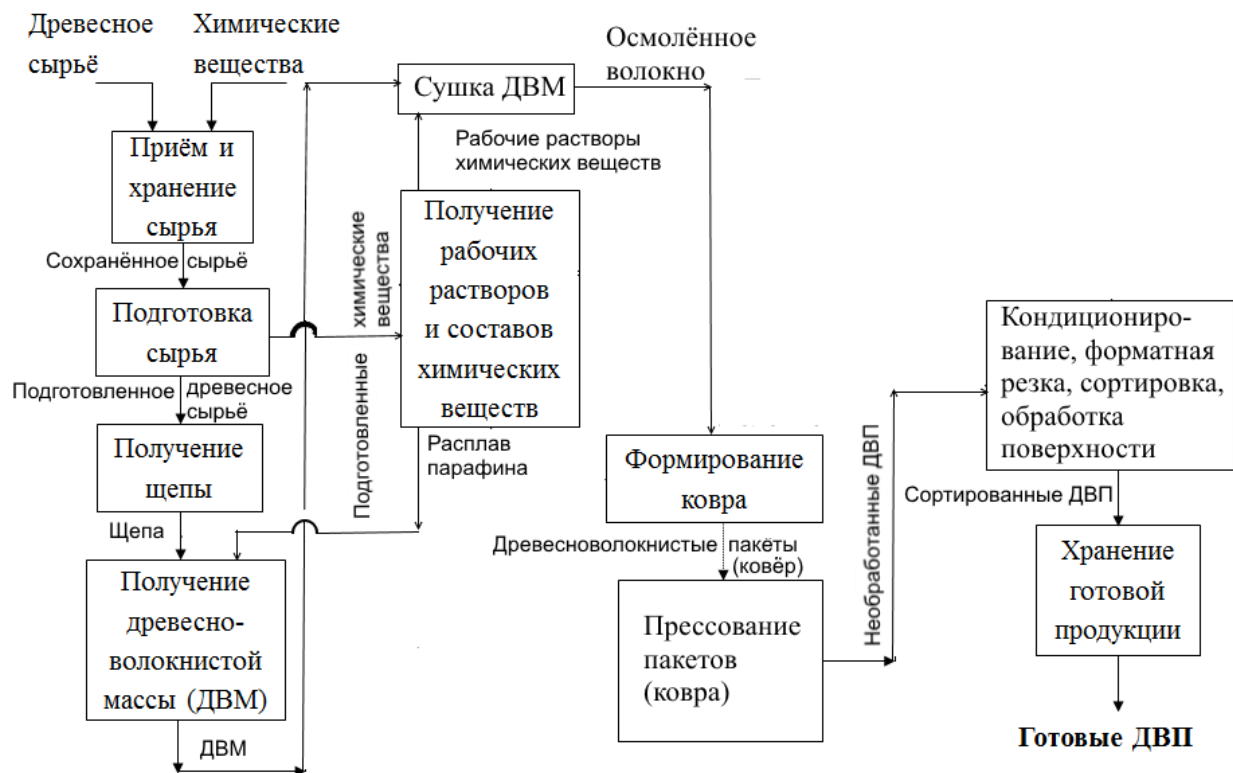 Древесное
сырьё
Химические
вещества
Приём и
хранение
сырья
Сохранённое сырьё
Подготовка
сырья
Подготовленное древесное
сырьё
Получение
щепы
Щепа
Получение
древесно-
волокнистой
массы (ДВМ)
ДВМ
Подготовленные химические
вещества
Сушка ДВМ
Рабочие растворы
химических веществ
Получение
рабочих
растворов
и составов
химических
веществ
Расплав
парафина
Осмолённое
волокно
Формирование
ковра
Древесноволокнистые пакёты
(ковёр)
Прессование
пакетов
(ковра)
Необработанные ДВП
Кондициониро-
вание, форматная
резка, сортировка,
обработка
поверхности
Сортированные ДВП
Хранение
готовой
продукции
Готовые ДВП